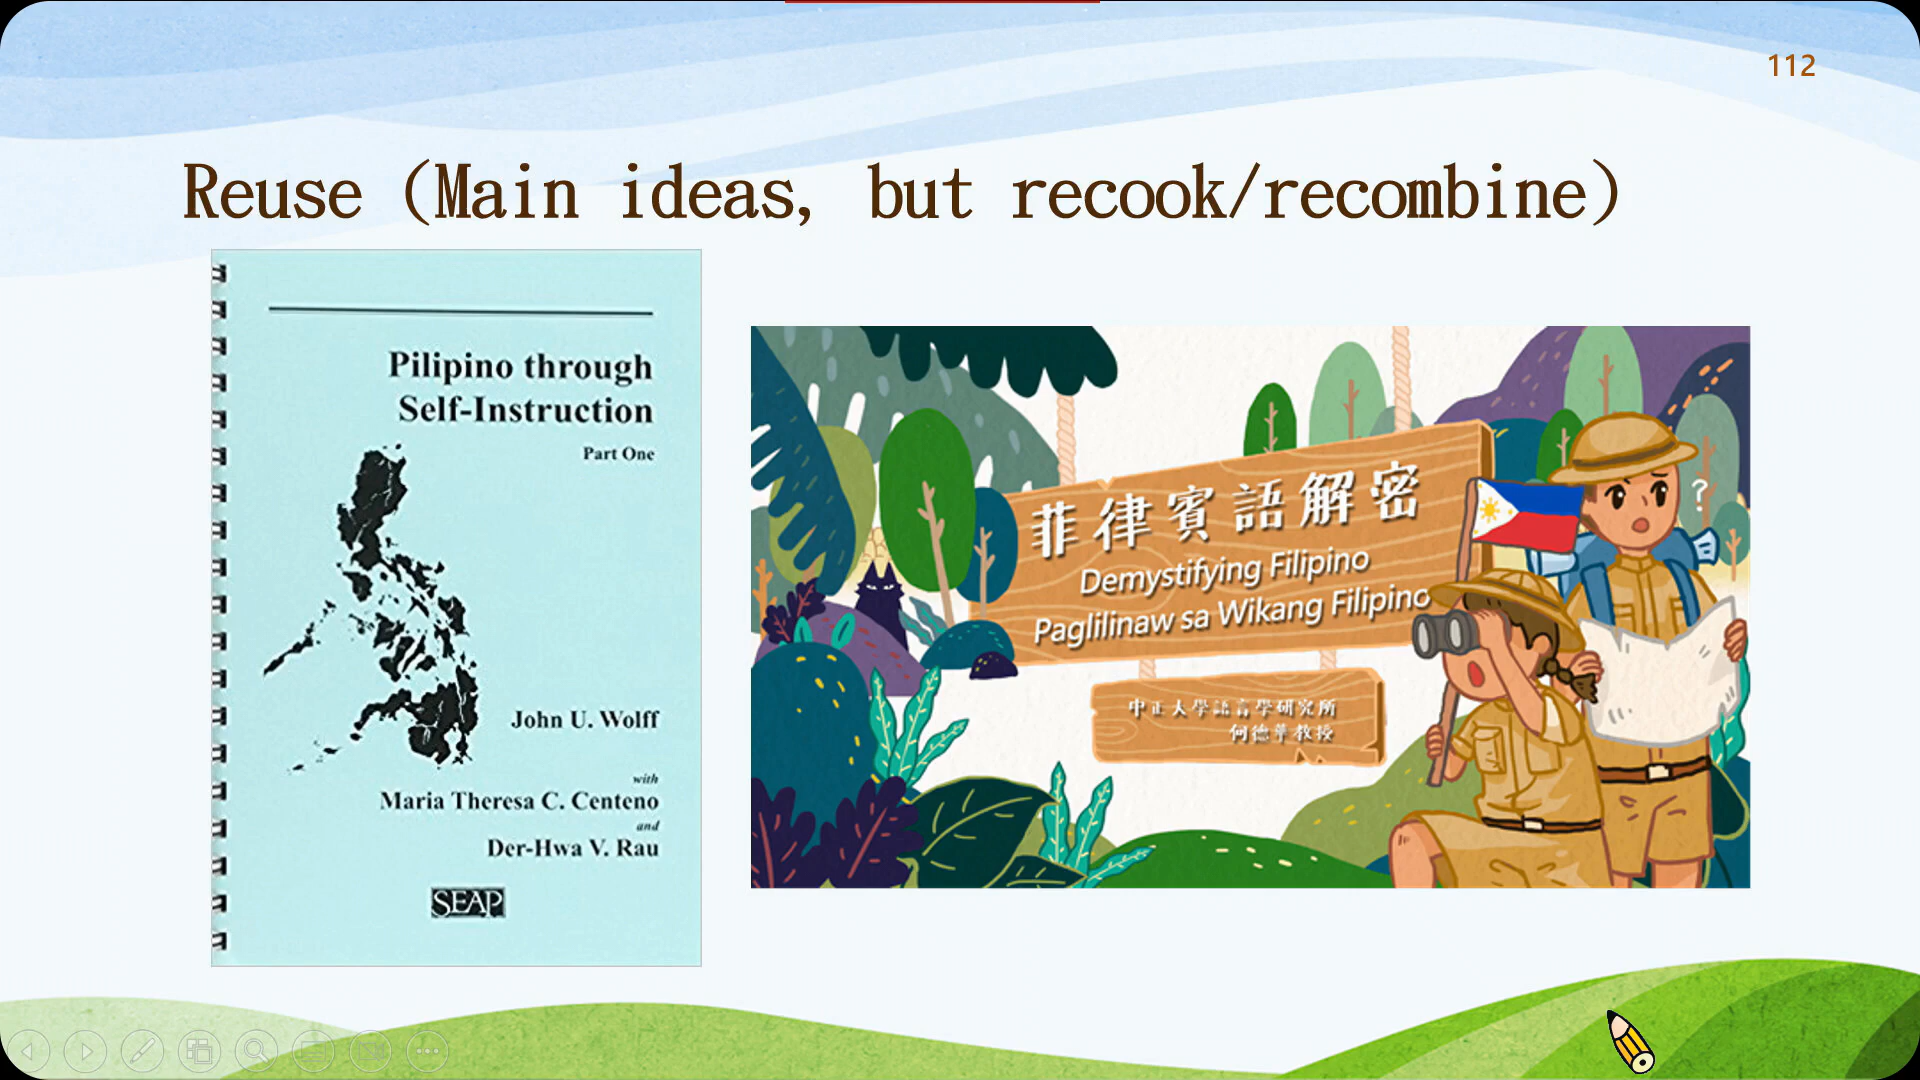 112
Reuse (Main ideas, but recook/recombine)
Pilipino through
Self-Instruction
Part One
John U. Wolff
with
Maria Theresa C. Centeno
and
Der-Hwa V. Rau
SEAP
菲律賓語解密
Demystifying Filipino
Paglilinaw sa Wikang Filipino
中正大學語言學研究所
何德華教授
?